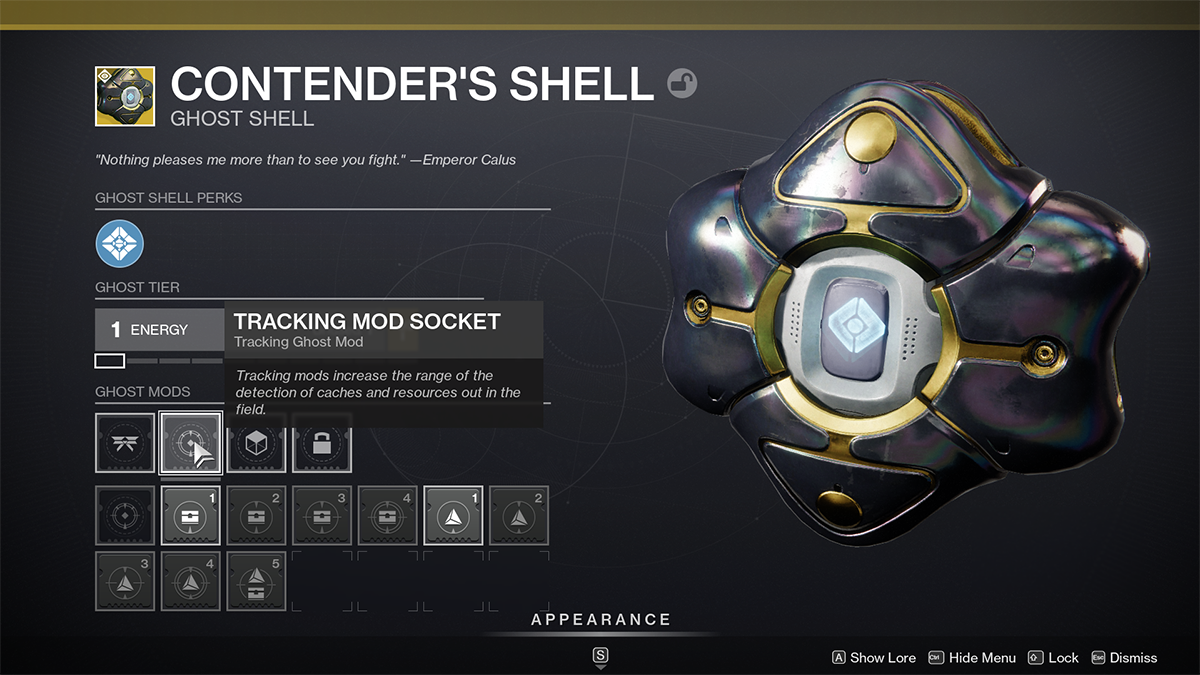 CONTENDER'S SHELL
GHOST SHELL
"Nothing pleases me more than to see you fight." —Emperor Calus
GHOST SHELL PERKS
GHOST TIER
1 ENERGY
TRACKING MOD SOCKET
Tracking Ghost Mod
Tracking mods increase the range of the
detection of caches and resources out in the
field.
GHOST MODS
1 2 3 4 1 2
3 4 5
APPEARANCE
S
A Show Lore Ctrl Hide Menu Lock Esc Dismiss